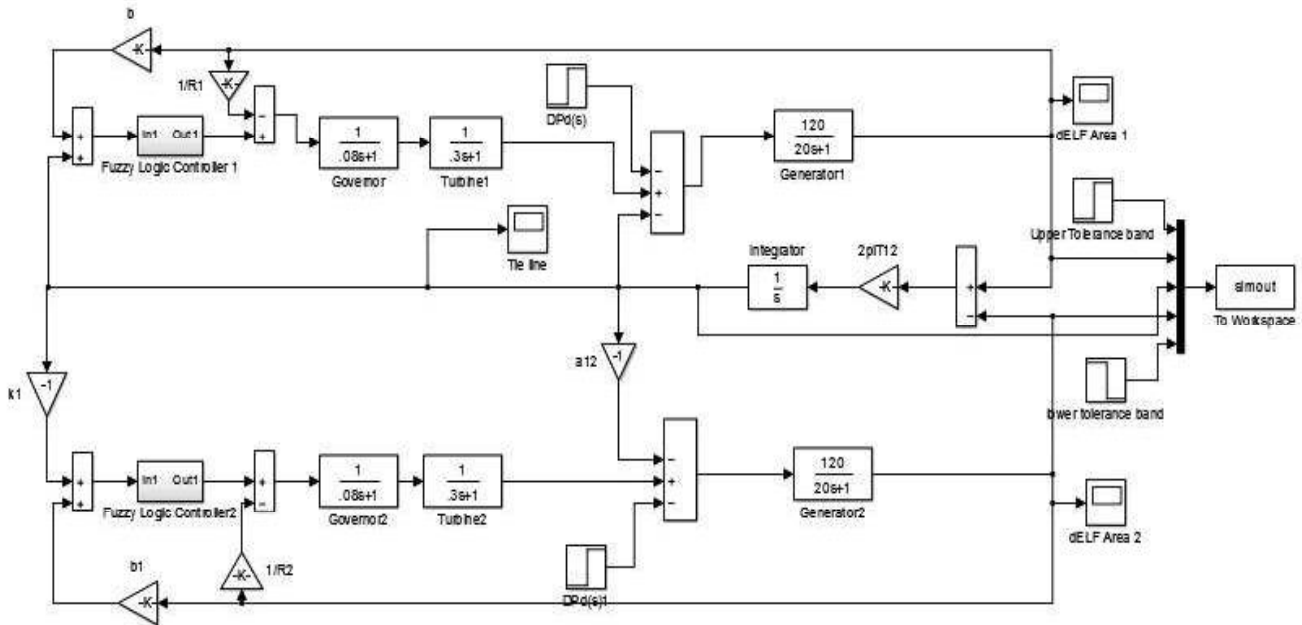 b
-K-
1/R1
-K-
DPd(s)
+
+
In1 Out1
Fuzzy Logic Controller 1
−
+
1
.08s+1
Governor
1
.3s+1
Turbine1
−
+
−
120
20s+1
Generator1
dELF Area 1
Upper Tolerance band
Tie line
Integrator
1
s
2piT12
-K-
+
−
simout
To Workspace
k1
-1
a12
-1
lower tolerance band
+
+
In1 Out1
Fuzzy Logic Controller2
+
−
1
.08s+1
Governor2
1
.3s+1
Turbine2
−
+
−
120
20s+1
Generator2
dELF Area 2
b1
-K-
-K-
1/R2
DPd(s)1